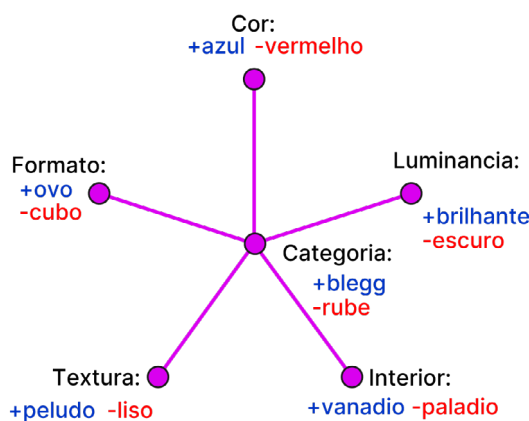 Cor:
+azul -vermelho
Formato:
+ovo
-cubo
Luminancia:
+brilhante
-escuro
Categoria:
+blegg
-rube
Textura:
+peludo -liso
Interior:
+vanadio -paladio